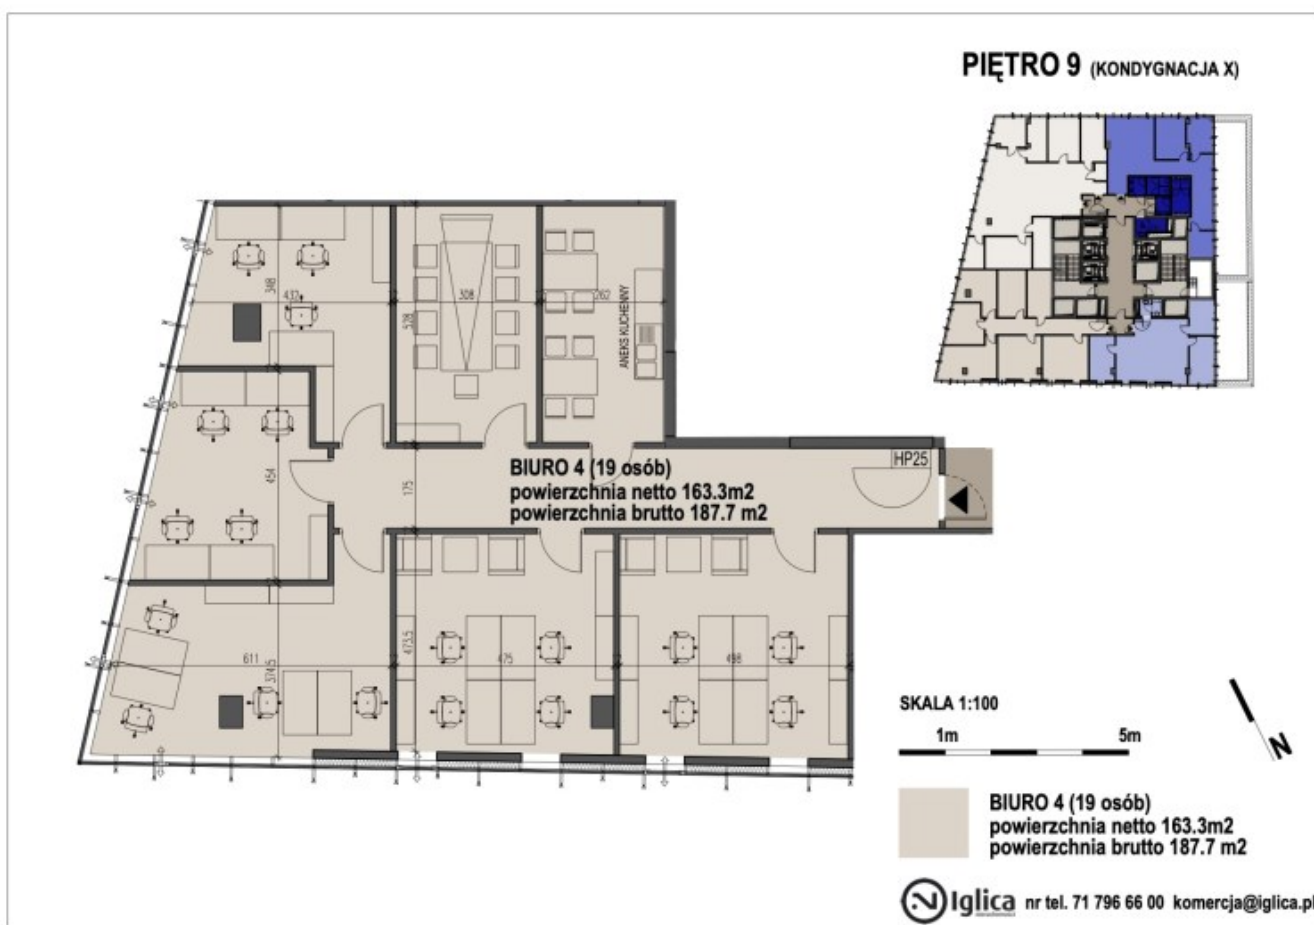 PIĘTRO 9 (KONDYGNACJA X)
348
432
308
528
262
ANEKS KUCHENNY
454
175
HP25
BIURO 4 (19 osób)
powierzchnia netto 163.3m2
powierzchnia brutto 187.7 m2
611
374.5
473.5
475
498
SKALA 1:100
1m 5m
N
BIURO 4 (19 osób)
powierzchnia netto 163.3m2
powierzchnia brutto 187.7 m2
Iglica nr tel. 71 796 66 00 komercja@iglica.pl